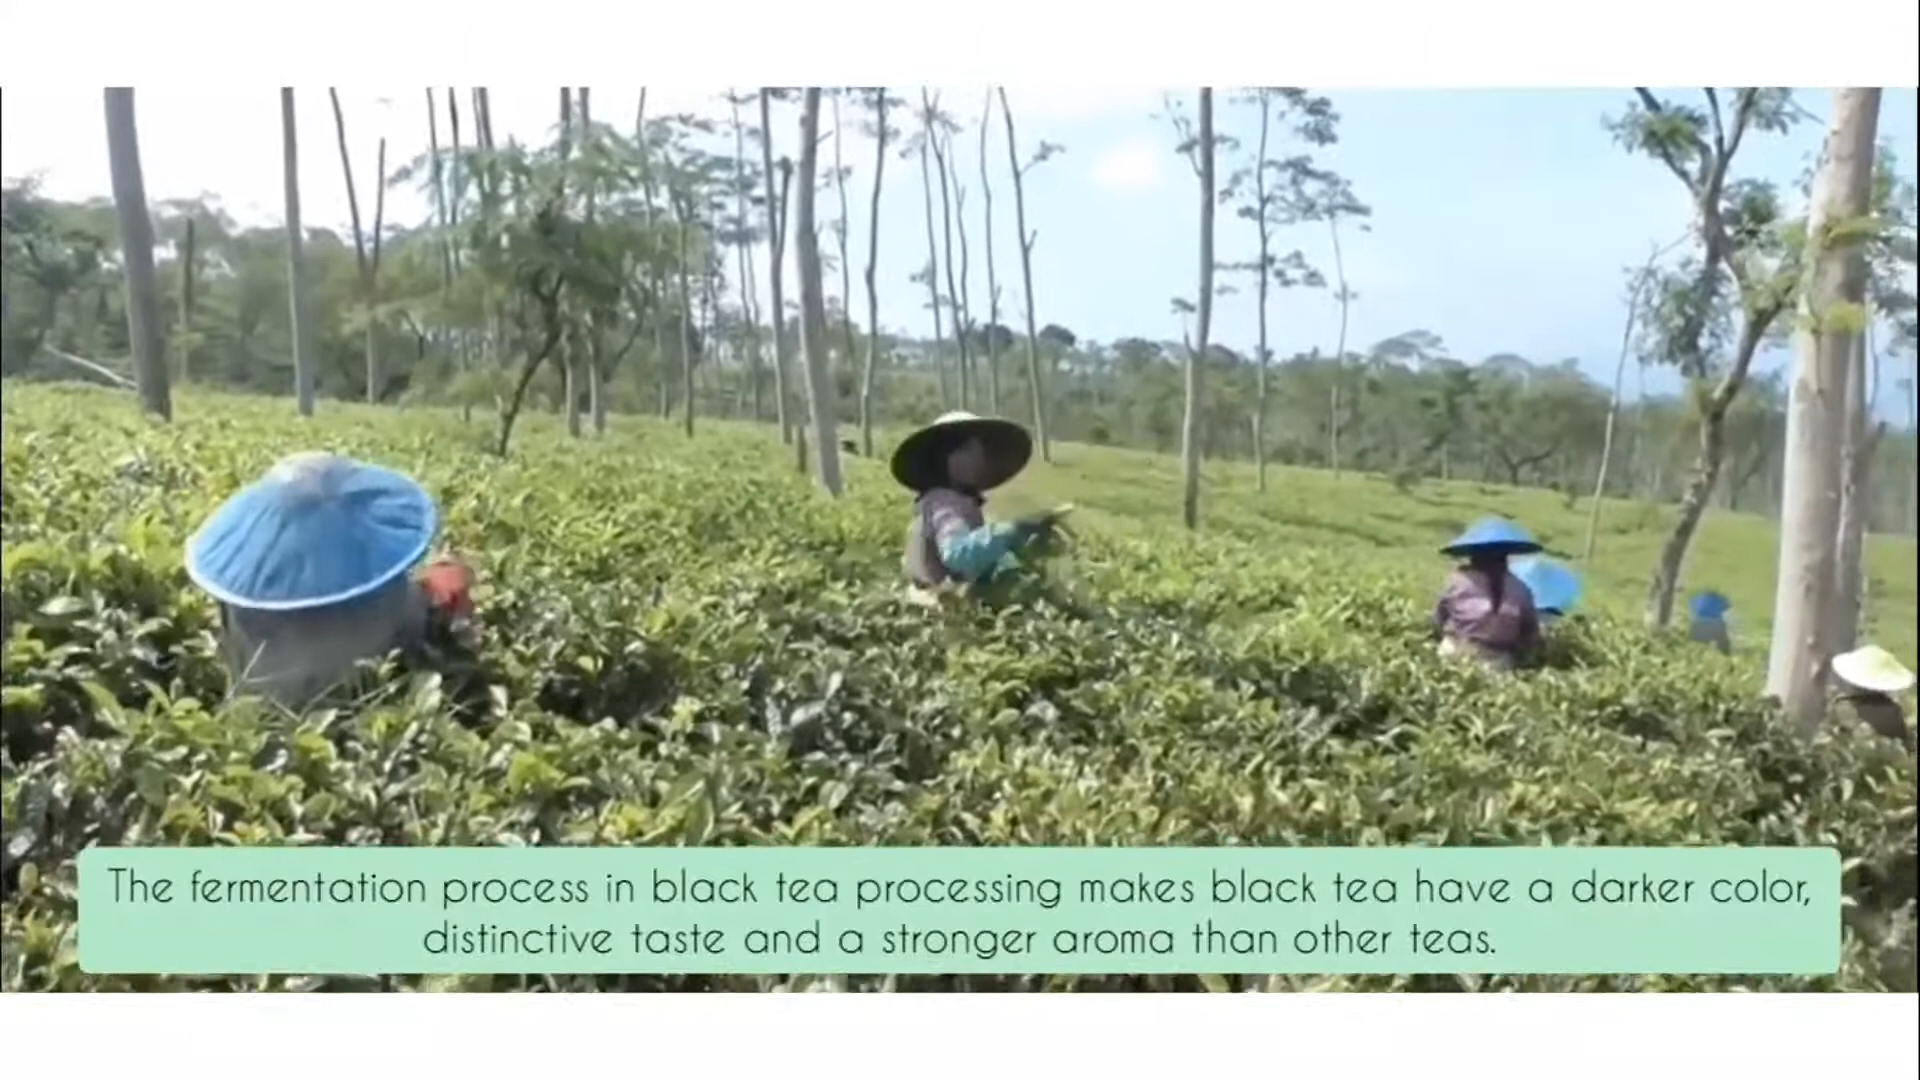 The fermentation process in black tea processing makes black tea have a darker color,
distinctive taste and a stronger aroma than other teas.